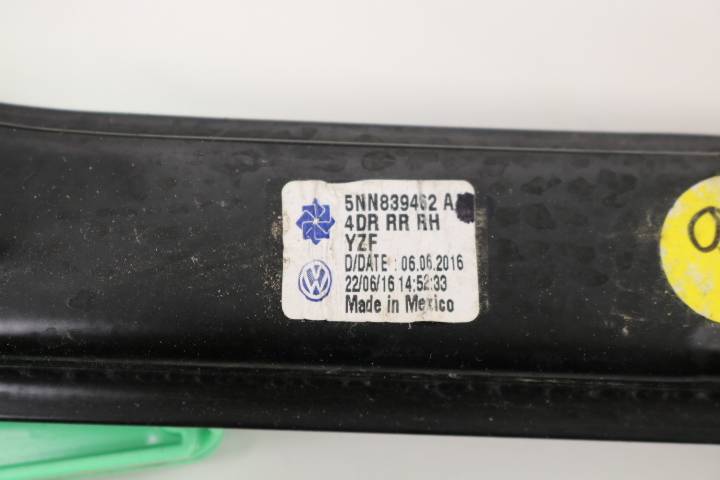 5NN839462 A
4DR RR RH
YZF
D/DATE : 06.06.2016
22/06/16 14:52:33
Made in Mexico